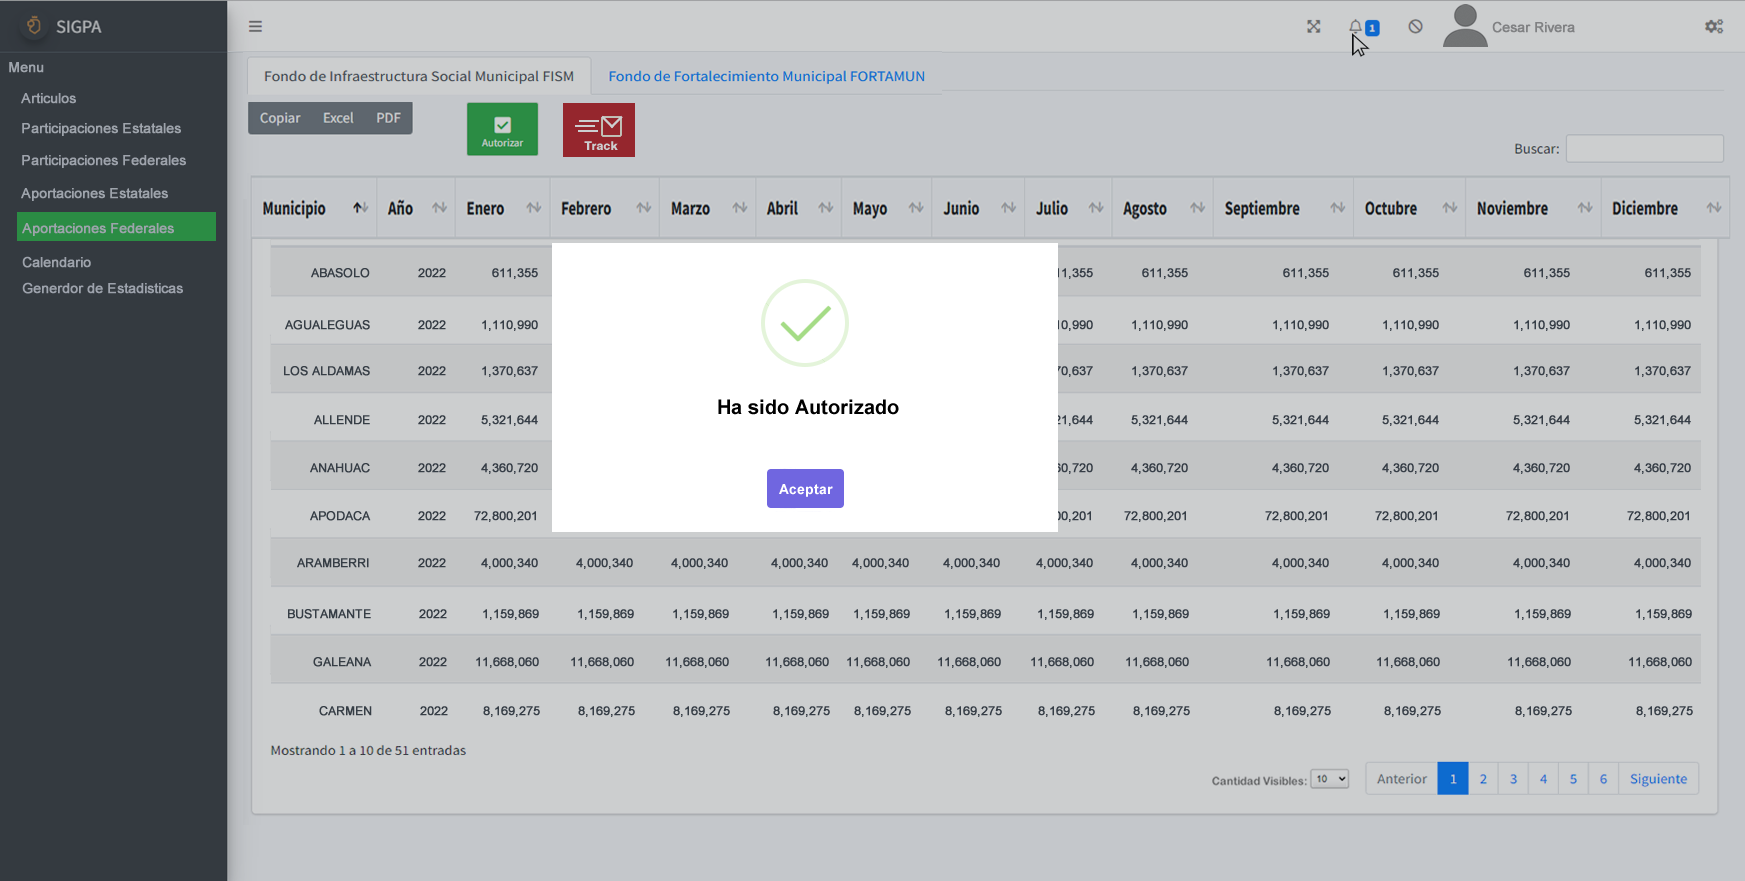 SIGPA
1
Cesar Rivera
Menu
Articulos
Participaciones Estatales
Participaciones Federales
Aportaciones Estatales
Aportaciones Federales
Calendario
Generdor de Estadisticas
Fondo de Infraestructura Social Municipal FISM
Fondo de Fortalecimiento Municipal FORTAMUN
Copiar Excel PDF
Autorizar
Track
Buscar:
Municipio Año Enero Febrero Marzo Abril Mayo Junio Julio Agosto Septiembre Octubre Noviembre Diciembre
ABASOLO 2022 611,355 11,355 611,355 611,355 611,355 611,355 611,355
AGUALEGUAS 2022 1,110,990 10,990 1,110,990 1,110,990 1,110,990 1,110,990 1,110,990
LOS ALDAMAS 2022 1,370,637 70,637 1,370,637 1,370,637 1,370,637 1,370,637 1,370,637
ALLENDE 2022 5,321,644 21,644 5,321,644 5,321,644 5,321,644 5,321,644 5,321,644
ANAHUAC 2022 4,360,720 60,720 4,360,720 4,360,720 4,360,720 4,360,720 4,360,720
APODACA 2022 72,800,201 00,201 72,800,201 72,800,201 72,800,201 72,800,201 72,800,201
ARAMBERRI 2022 4,000,340 4,000,340 4,000,340 4,000,340 4,000,340 4,000,340 4,000,340 4,000,340 4,000,340 4,000,340 4,000,340 4,000,340
BUSTAMANTE 2022 1,159,869 1,159,869 1,159,869 1,159,869 1,159,869 1,159,869 1,159,869 1,159,869 1,159,869 1,159,869 1,159,869 1,159,869
GALEANA 2022 11,668,060 11,668,060 11,668,060 11,668,060 11,668,060 11,668,060 11,668,060 11,668,060 11,668,060 11,668,060 11,668,060 11,668,060
CARMEN 2022 8,169,275 8,169,275 8,169,275 8,169,275 8,169,275 8,169,275 8,169,275 8,169,275 8,169,275 8,169,275 8,169,275 8,169,275
Ha sido Autorizado
Aceptar
Mostrando 1 a 10 de 51 entradas
Cantidad Visibles: 10
Anterior 1 2 3 4 5 6 Siguiente